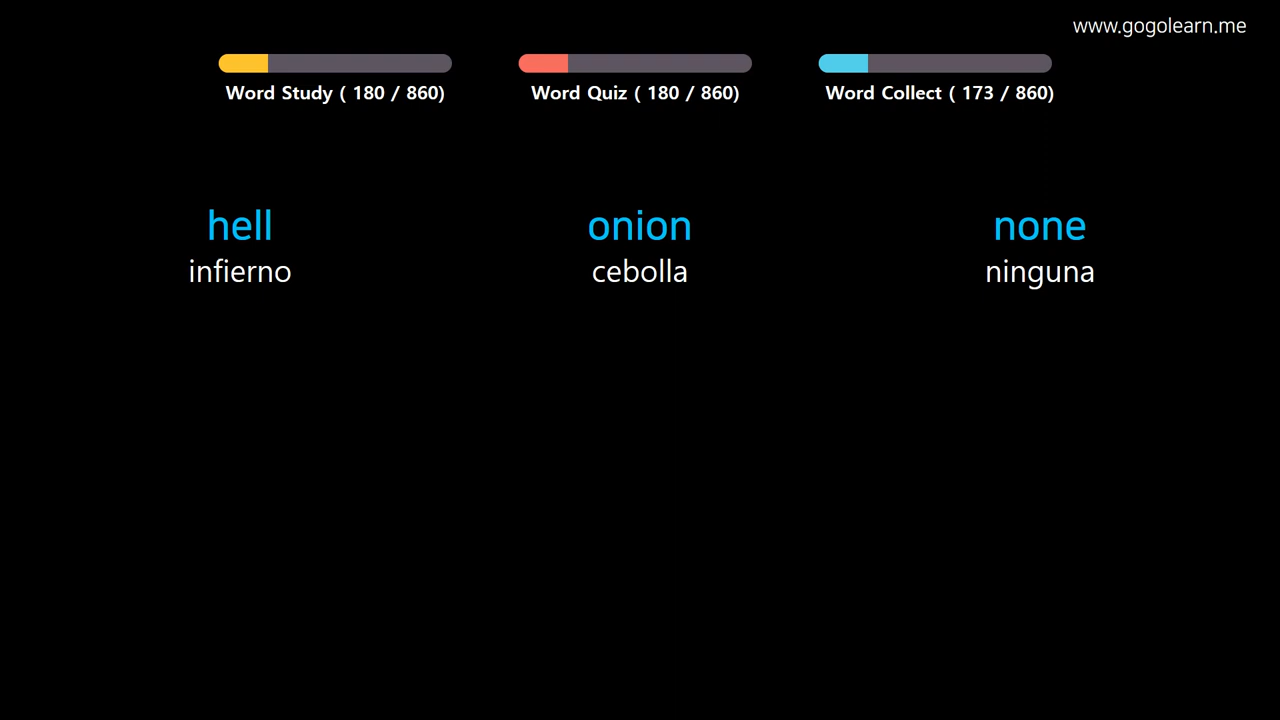 www.gogolearn.me
Word Study ( 180 / 860)
Word Quiz ( 180 / 860)
Word Collect ( 173 / 860)
hell
infierno
onion
cebolla
none
ninguna